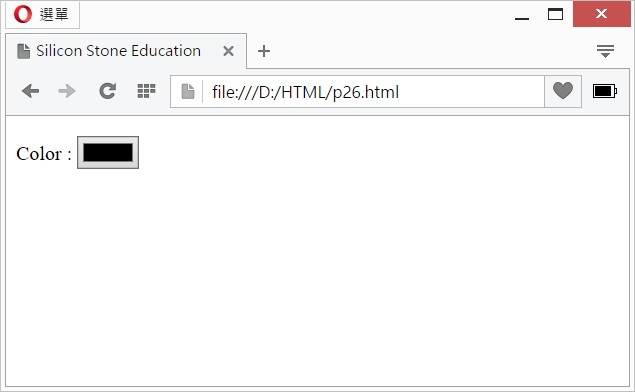 選單
Silicon Stone Education
file:///D:/HTML/p26.html
Color :